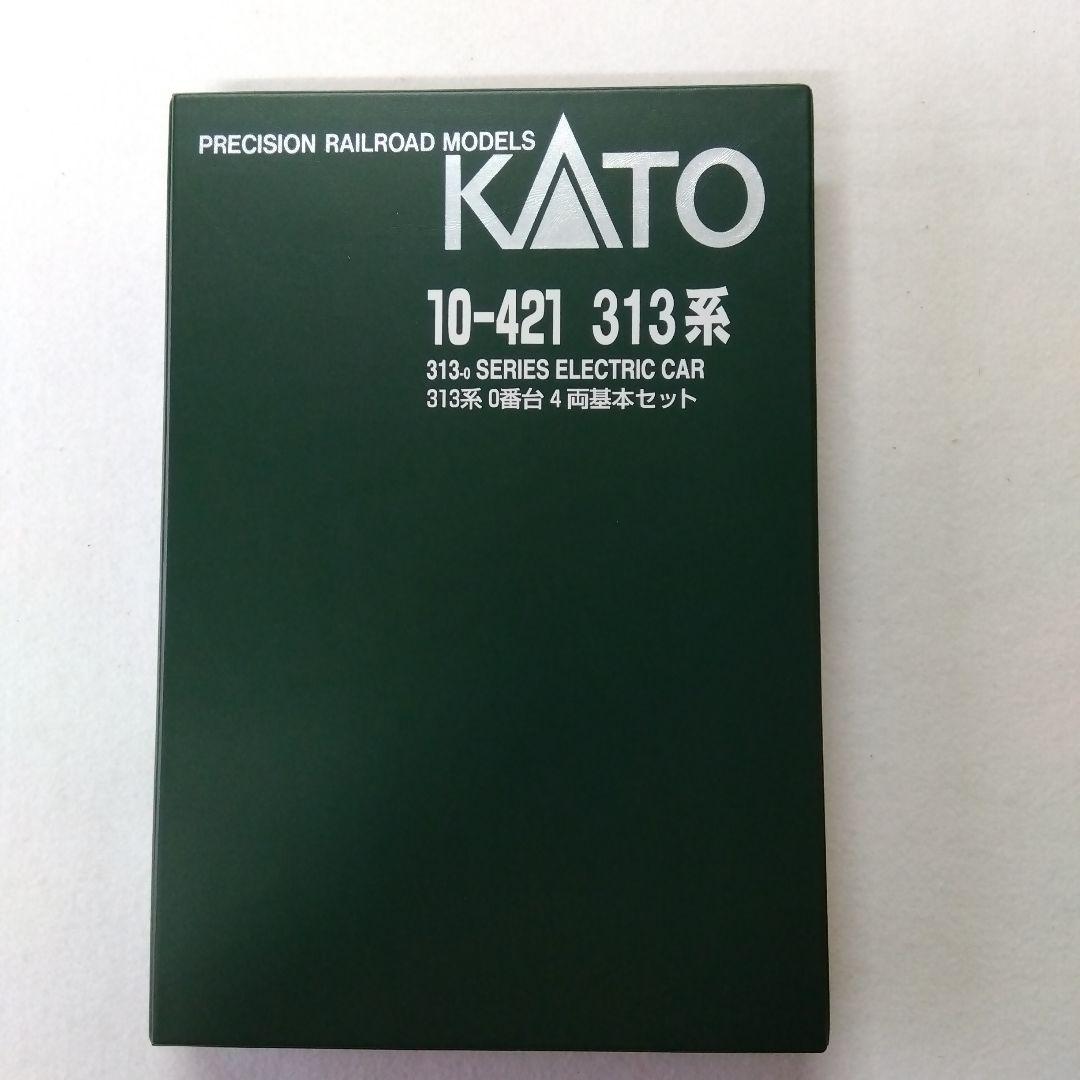 PRECISION RAILROAD MODELS
KATO
10-421 313系
313-0 SERIES ELECTRIC CAR
313系 0番台 4両基本セット